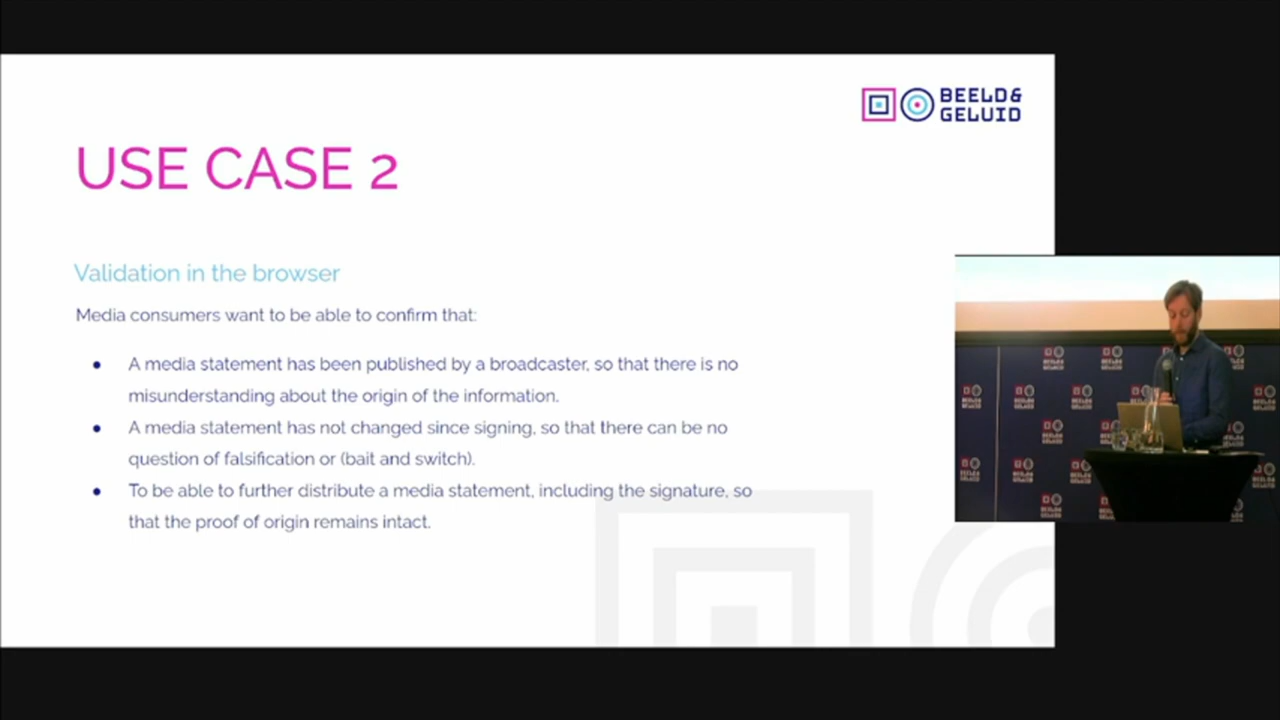 BEELD&
GELUID
USE CASE 2
Validation in the browser
Media consumers want to be able to confirm that:
● A media statement has been published by a broadcaster, so that there is no
misunderstanding about the origin of the information.
● A media statement has not changed since signing, so that there can be no
question of falsification or (bait and switch).
● To be able to further distribute a media statement, including the signature, so
that the proof of origin remains intact.